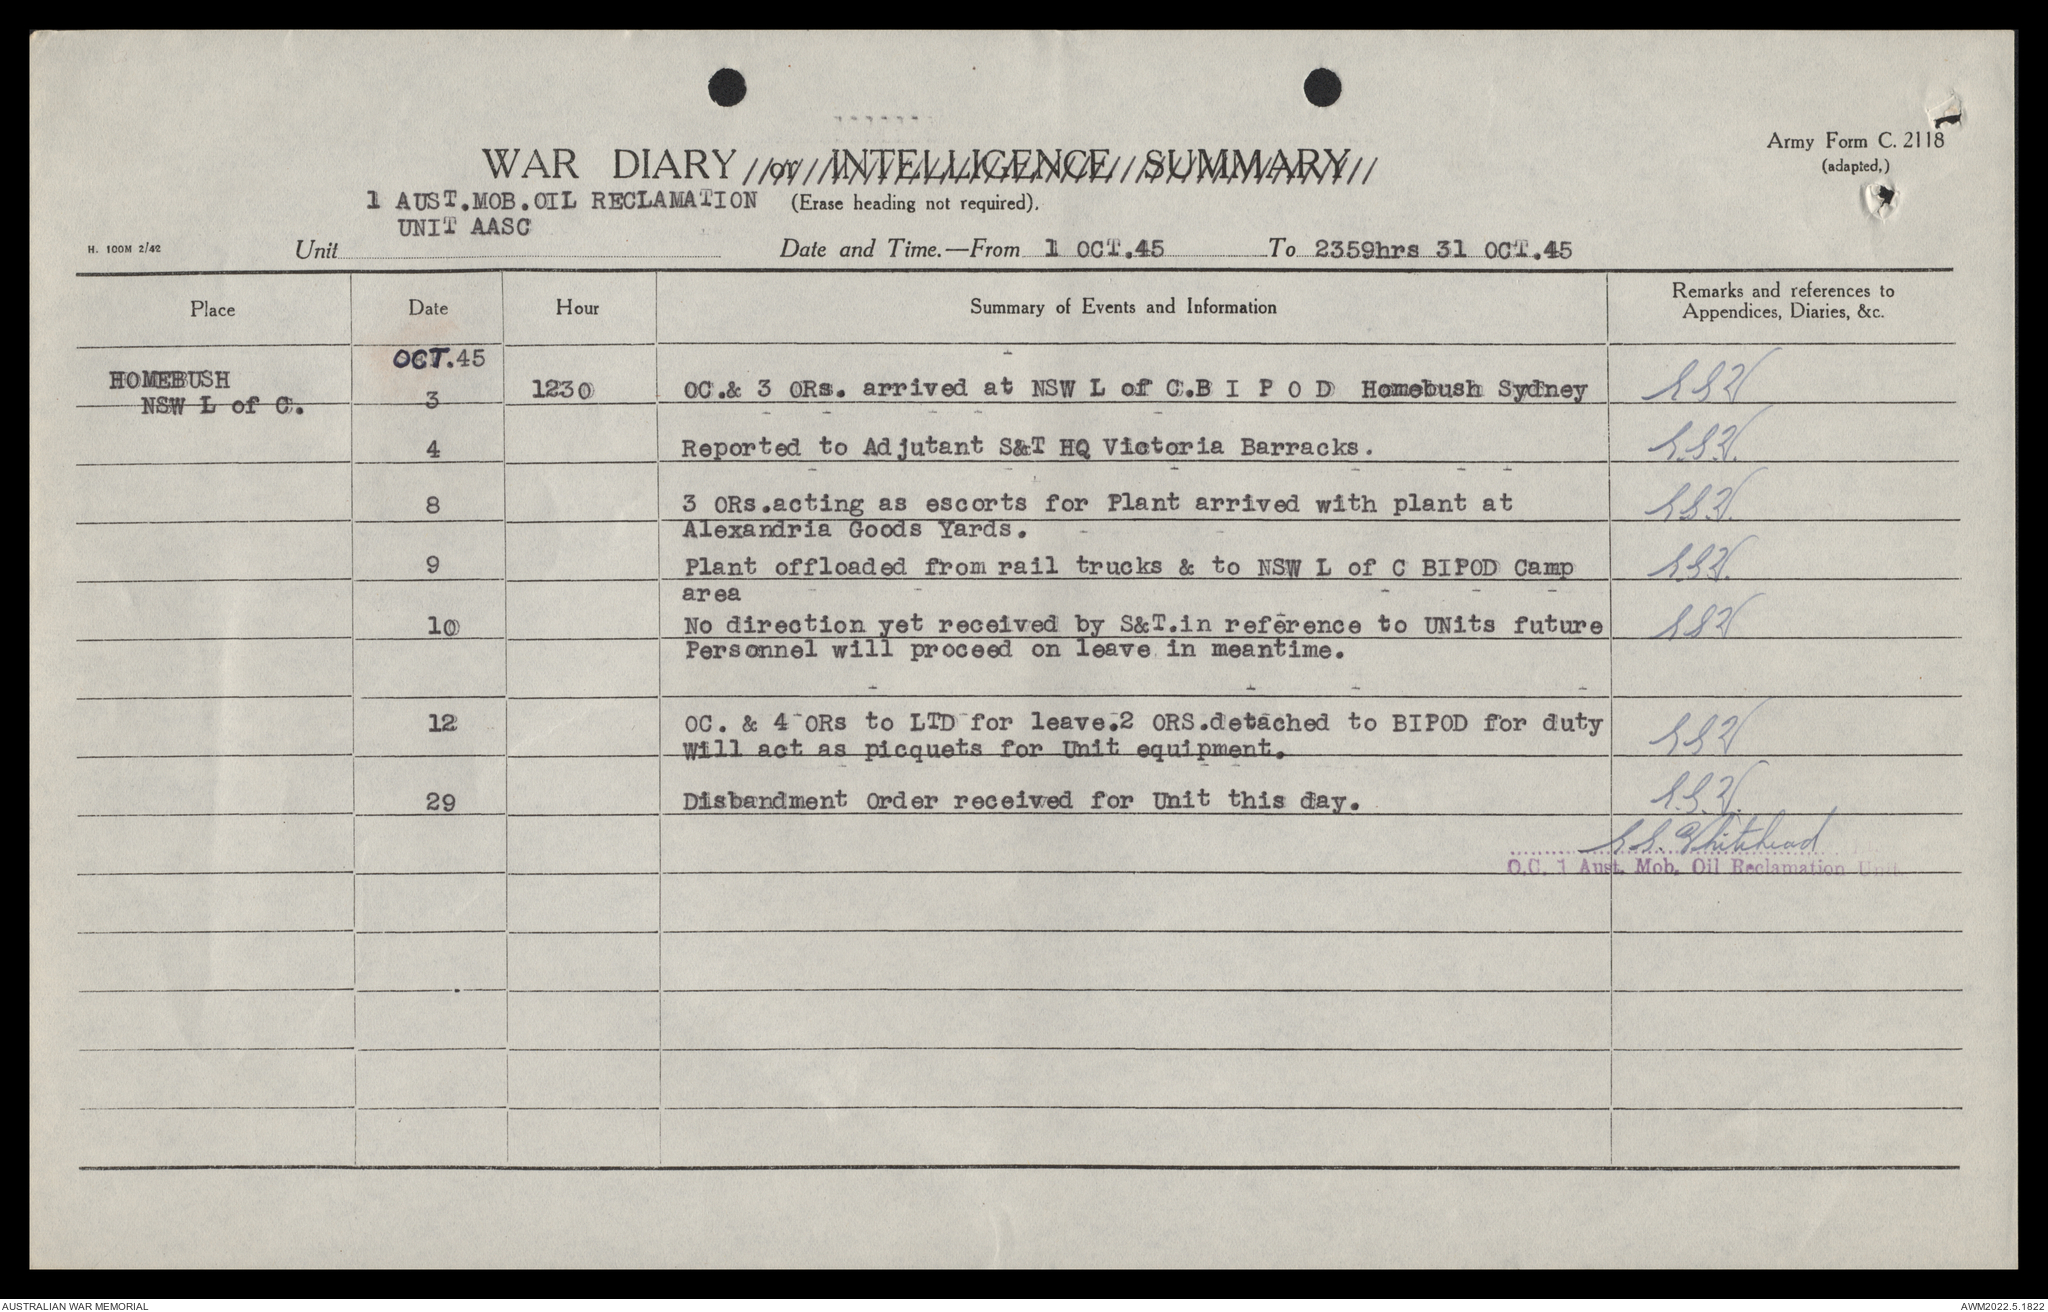 Army Form C. 2118
(adapted,)
WAR DIARY or INTELLIGENCE SUMMARY
1 AUST.MOB.OIL RECLAMATION (Erase heading not required).
UNIT AASC
H. 100M 2/42 Unit Date and Time.—From 1 OCT.45 To 2359hrs 31 OCT.45
Place Date Hour Summary of Events and Information Remarks and references to
Appendices, Diaries, &c.
OCT.45
HOMEBUSH
NSW L of C. 3 1230 OC.& 3 ORs. arrived at NSW L of C.B I P O D Homebush Sydney
4 Reported to Adjutant S&T HQ Victoria Barracks.
8 3 ORs.acting as escorts for Plant arrived with plant at
Alexandria Goods Yards.
9 Plant offloaded from rail trucks & to NSW L of C BIPOD Camp
area
10 No direction yet received by S&T.in reference to UNits future
Personnel will proceed on leave in meantime.
12 OC. & 4 ORs to LTD for leave.2 ORS.detached to BIPOD for duty
Will act as picquets for Unit equipment.
29 Disbandment Order received for Unit this day.
Whitehead
O.C. 1 Aust. Mob. Oil Reclamation Unit
AUSTRALIAN WAR MEMORIAL AWM2022.5.1822